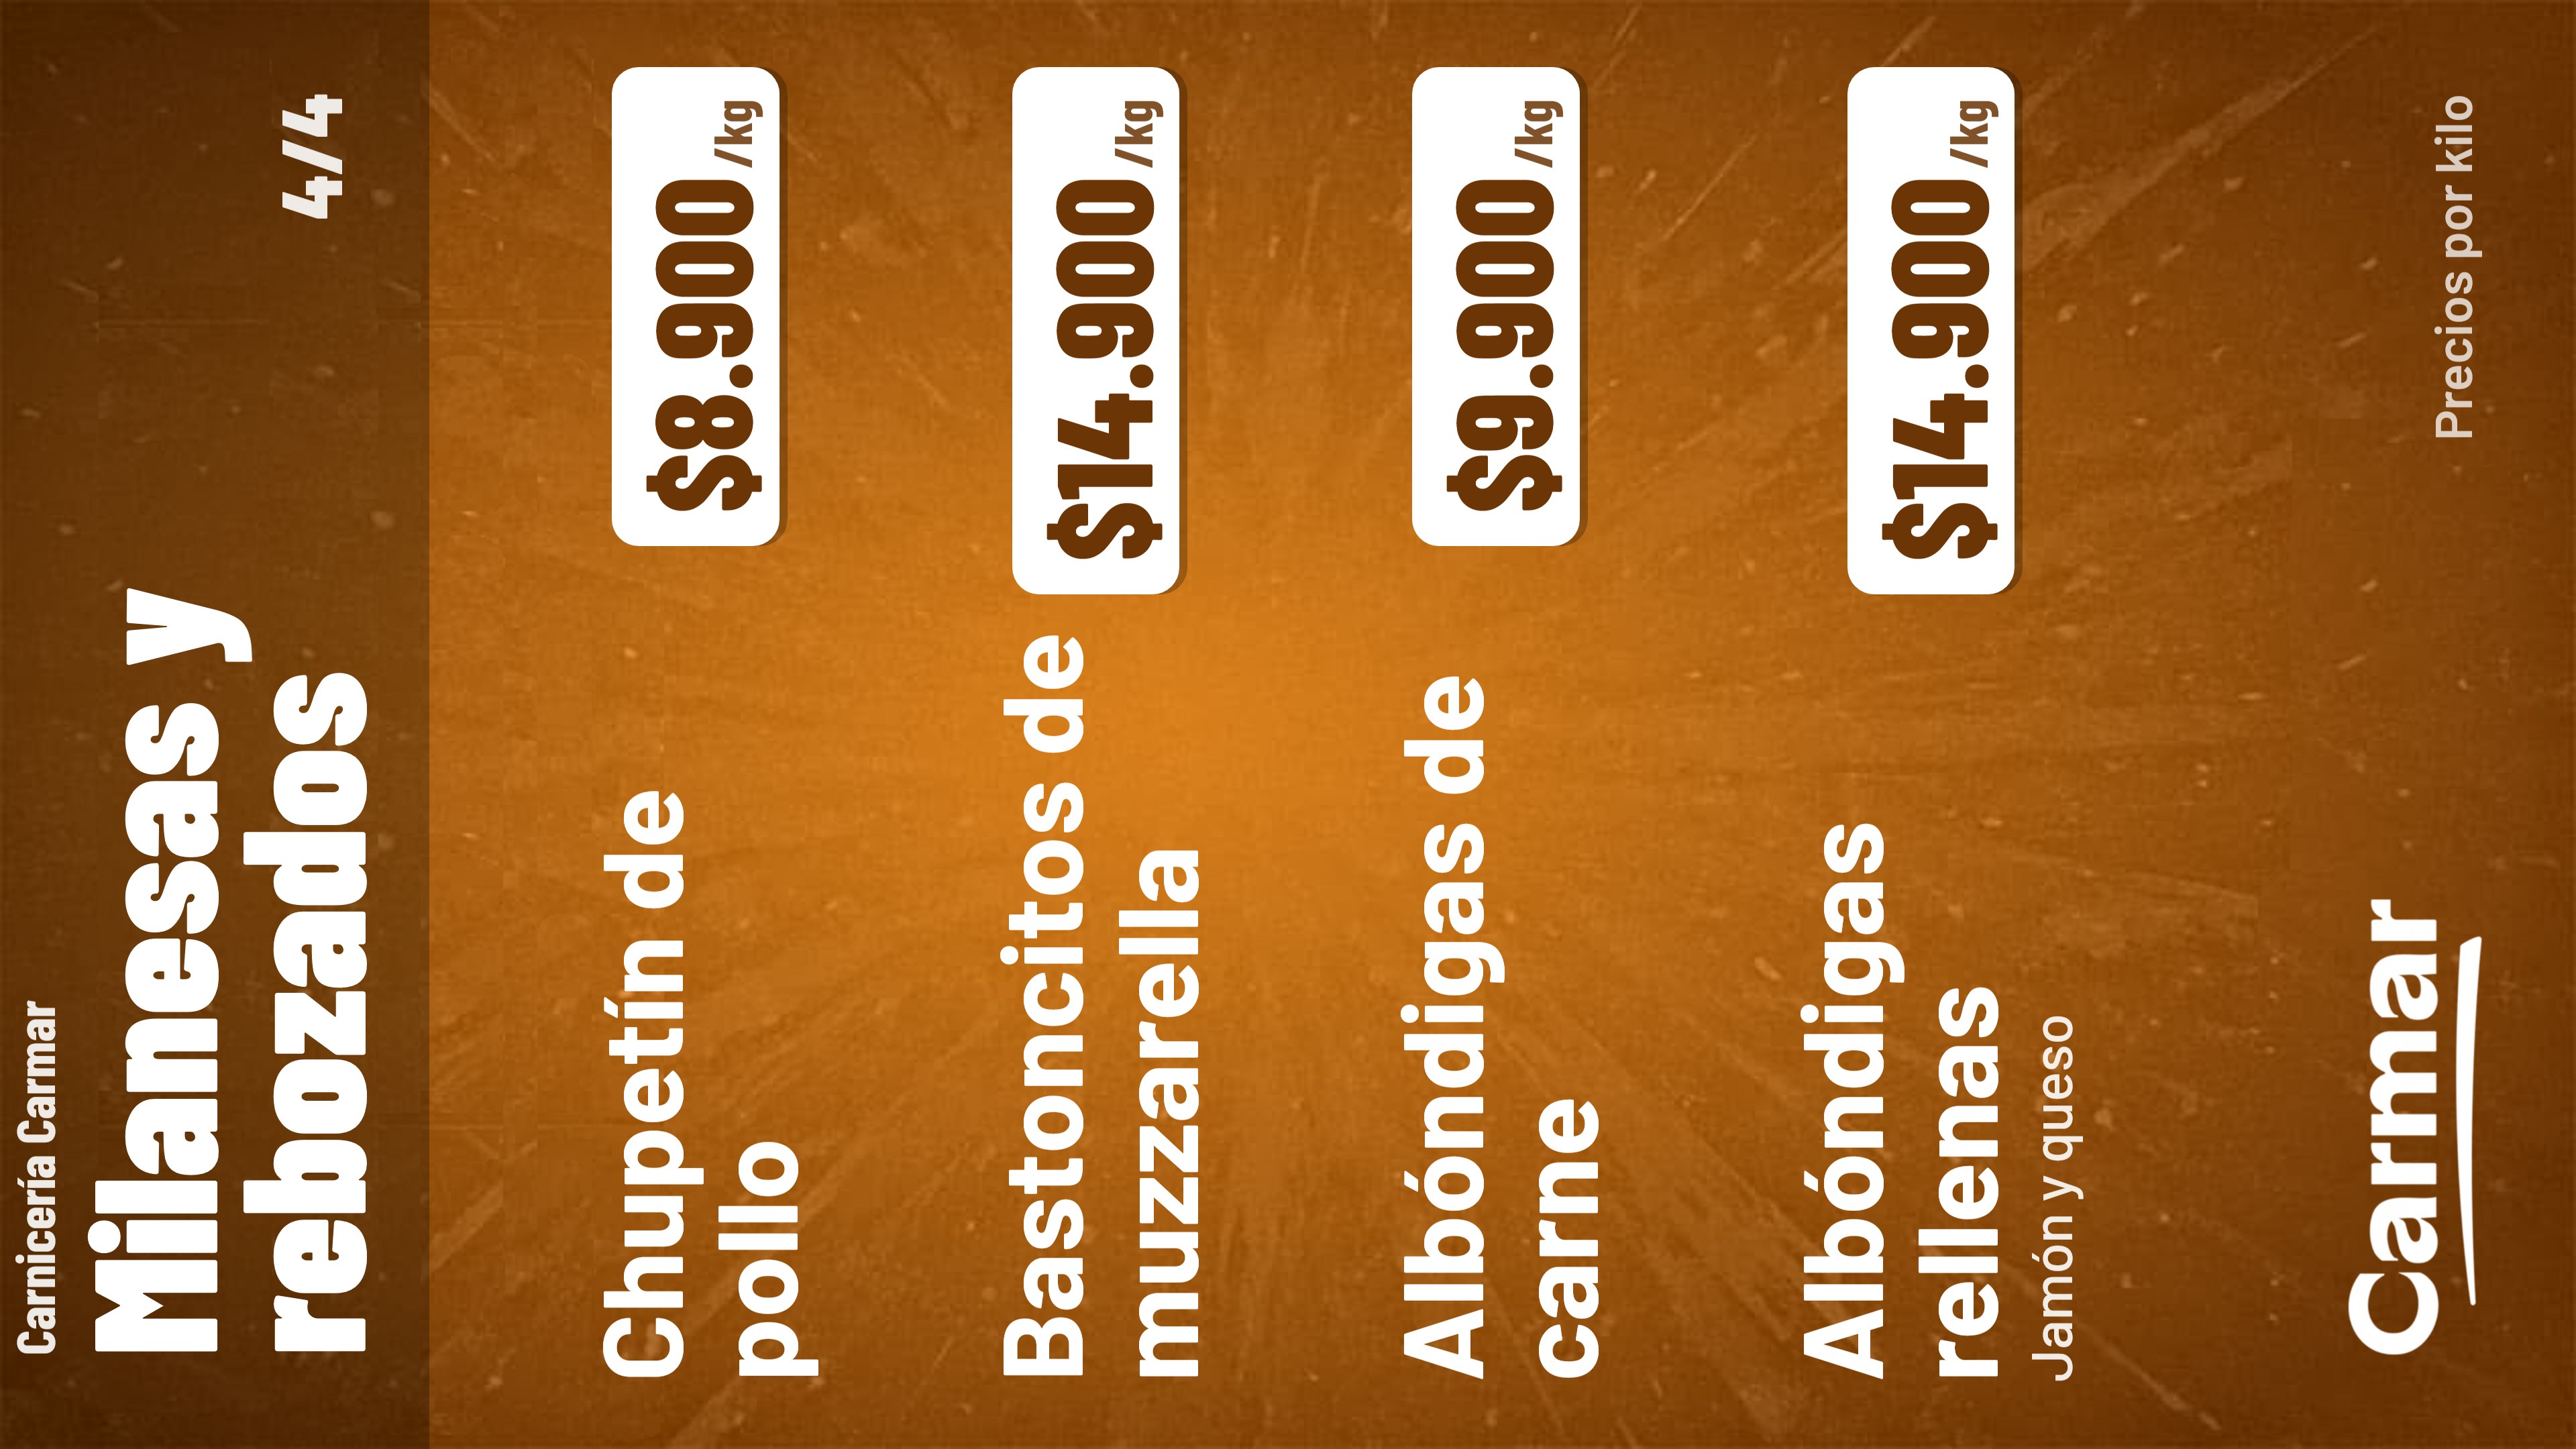 Carnicería Carmar
Milanesas y
rebozados
4/4
Chupetín de
pollo
$8.900/kg
Bastoncitos de
muzzarella
$14.900/kg
Albóndigas de
carne
$9.900/kg
Albóndigas
rellenas
Jamón y queso
$14.900/kg
Carmar
Precios por kilo